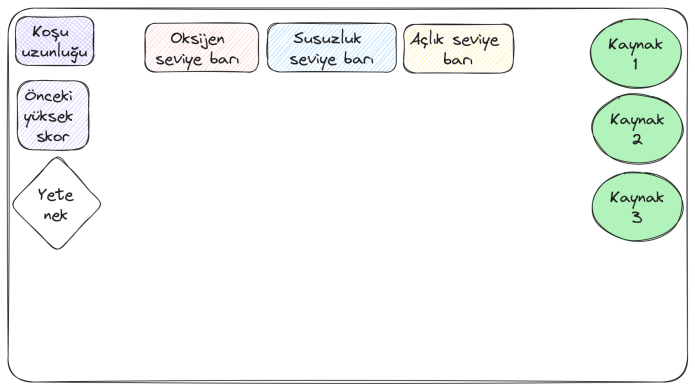 Koşu
uzunluğu
Oksijen
seviye barı
Susuzluk
seviye barı
Açlık seviye
barı
Kaynak
1
Önceki
yüksek
skor
Kaynak
2
Yete
nek
Kaynak
3